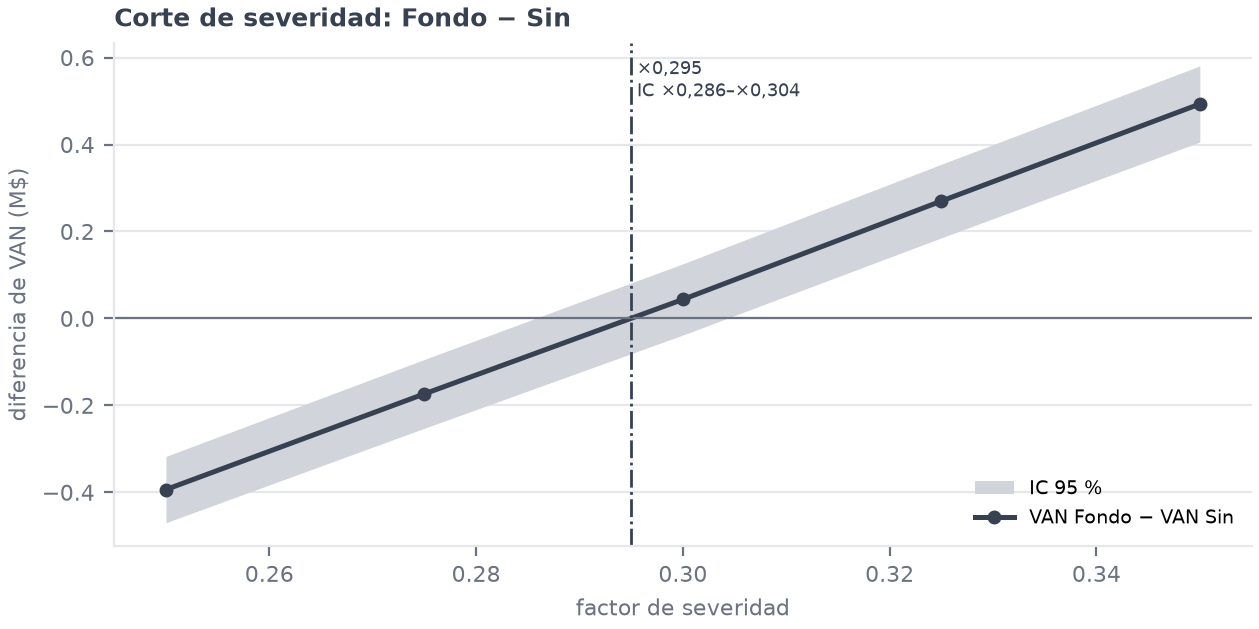 Corte de severidad: Fondo − Sin
×0,295
IC ×0,286–×0,304
diferencia de VAN (M$)
0.6
0.4
0.2
0.0
−0.2
−0.4
IC 95 %
VAN Fondo − VAN Sin
0.26 0.28 0.30 0.32 0.34
factor de severidad